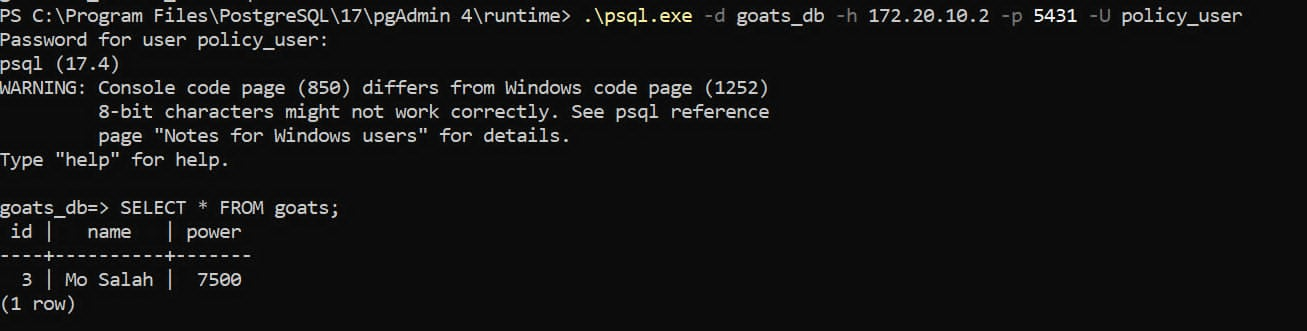 PS C:\Program Files\PostgreSQL\17\pgAdmin 4\runtime> .\psql.exe -d goats_db -h 172.20.10.2 -p 5431 -U policy_user
Password for user policy_user:
psql (17.4)
WARNING: Console code page (850) differs from Windows code page (1252)
         8-bit characters might not work correctly. See psql reference
         page "Notes for Windows users" for details.
Type "help" for help.

goats_db=> SELECT * FROM goats;
 id |   name   | power
----+----------+-------
  3 | Mo Salah |  7500
(1 row)